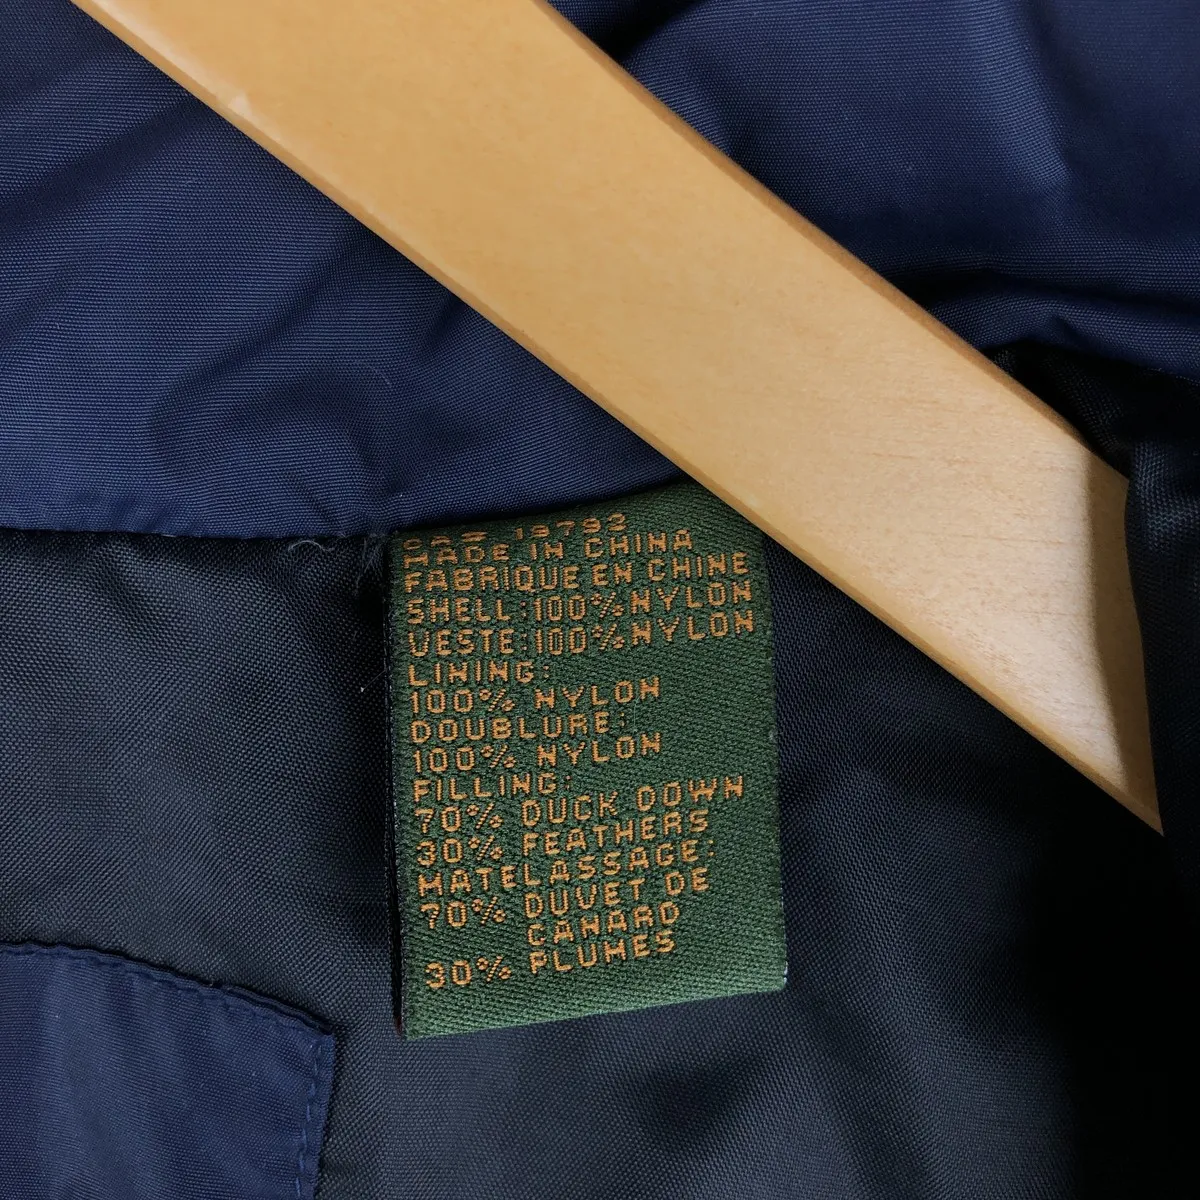 CA# 19793
MADE IN CHINA
FABRIQUE EN CHINE
SHELL:100%NYLON
VESTE:100%NYLON
LINING:
100% NYLON
DOUBLURE:
100% NYLON
FILLING:
70% DUCK DOWN
30% FEATHERS
MATELASSAGE:
70% DUVET DE
CANARD
30% PLUMES